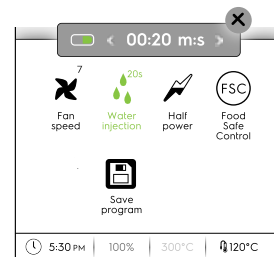 00:20 m:s
7
20s
FSC
Fan
speed
Water
injection
Half
power
Food
Safe
Control
Save
program
5:30 PM 100% 300°C 120°C